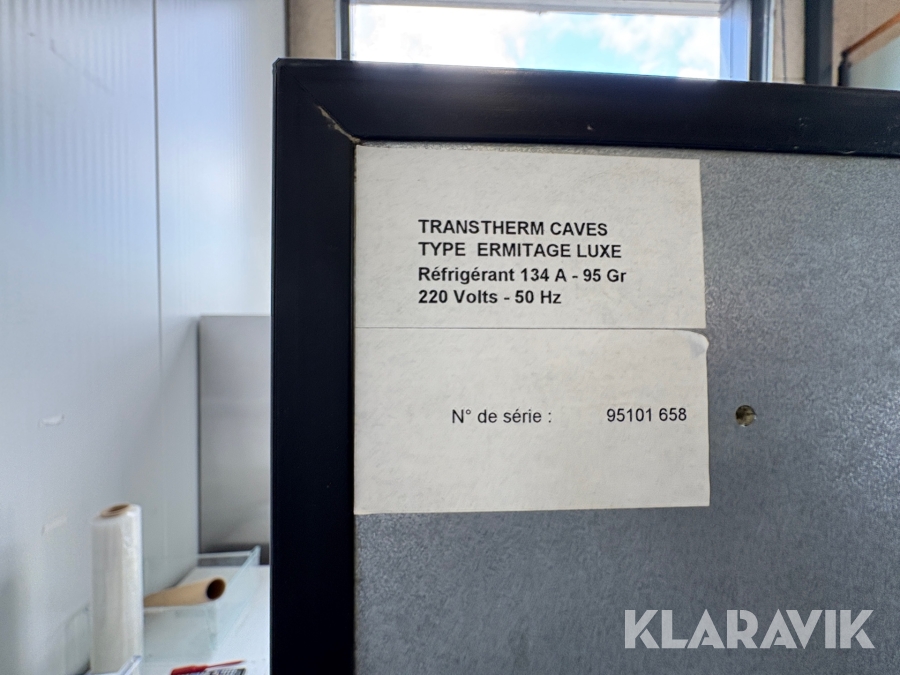 TRANSTHERM CAVES
TYPE ERMITAGE LUXE
Réfrigérant 134 A - 95 Gr
220 Volts - 50 Hz
N° de série : 95101 658
KLARAVIK